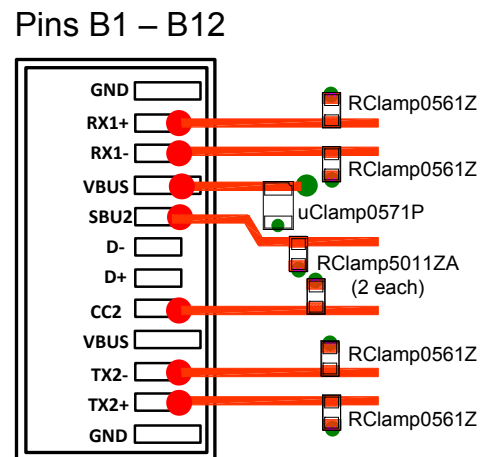 Pins B1 – B12
GND
RX1+
RX1-
VBUS
SBU2
D-
D+
CC2
VBUS
TX2-
TX2+
GND
RClamp0561Z
RClamp0561Z
uClamp0571P
RClamp5011ZA
(2 each)
RClamp0561Z
RClamp0561Z